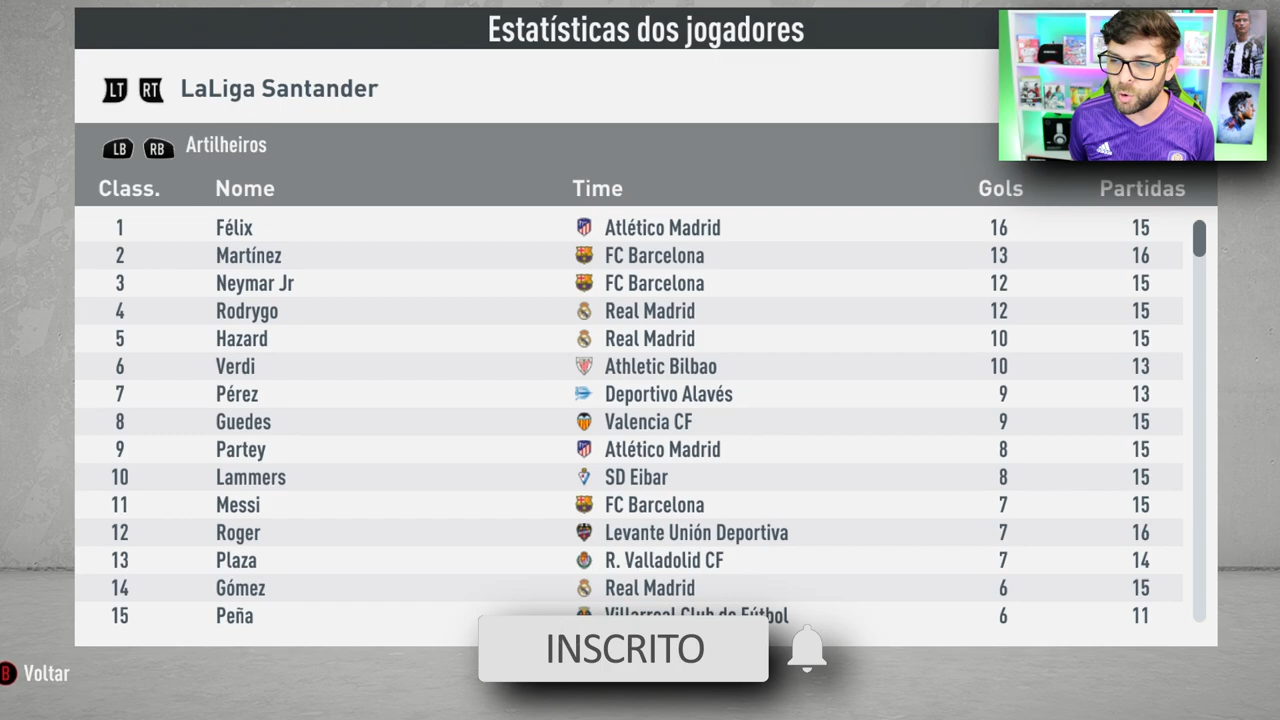 Estatísticas dos jogadores
LT RT LaLiga Santander
LB RB Artilheiros
Class. Nome Time Gols Partidas
1 Félix Atlético Madrid 16 15
2 Martínez FC Barcelona 13 16
3 Neymar Jr FC Barcelona 12 15
4 Rodrygo Real Madrid 12 15
5 Hazard Real Madrid 10 15
6 Verdi Athletic Bilbao 10 13
7 Pérez Deportivo Alavés 9 13
8 Guedes Valencia CF 9 15
9 Partey Atlético Madrid 8 15
10 Lammers SD Eibar 8 15
11 Messi FC Barcelona 7 15
12 Roger Levante Unión Deportiva 7 16
13 Plaza R. Valladolid CF 7 14
14 Gómez Real Madrid 6 15
15 Peña Villarreal Club de Fútbol 6 11
INSCRITO
B Voltar